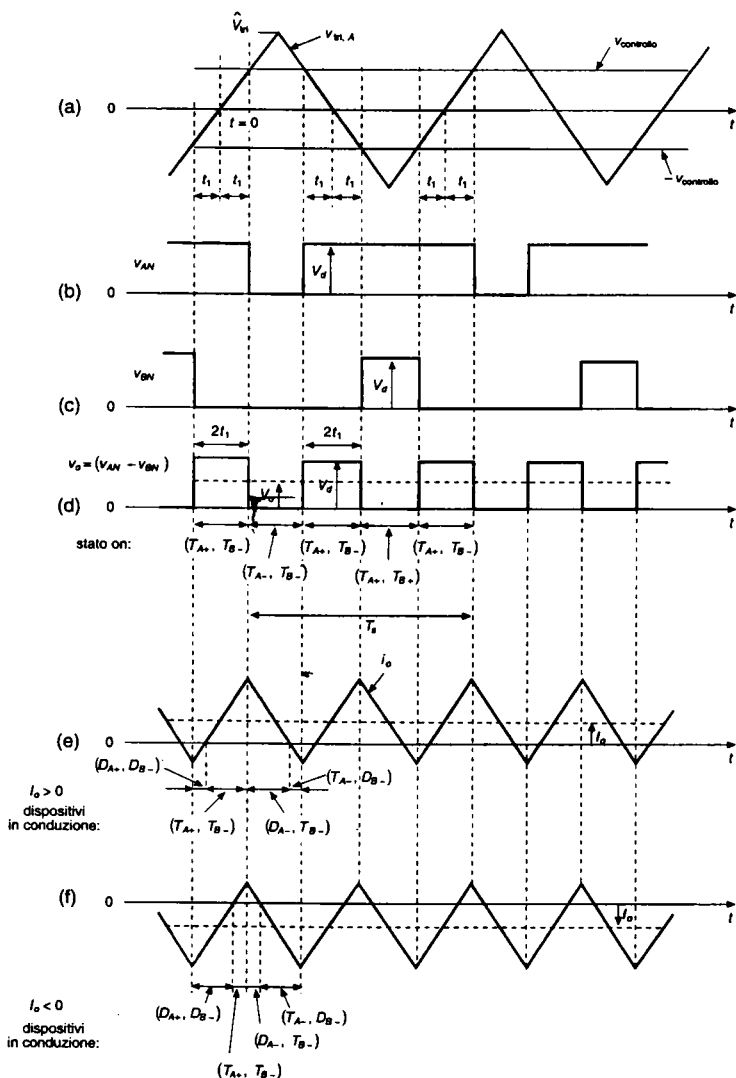 V̂tri
vtri, A
vcontrollo
(a)
0
t = 0
t
t1 t1 t1 t1 t1 t1
– vcontrollo
vAN
Vd
(b) 0
t
vBN
Vd
(c) 0
t
2t1 2t1
vo = (vAN – vBN)
Vo
Vd
(d) 0
t
stato on:
(TA+, TB–) (TA+, TB–) (TA+, TB–)
(TA–, TB–) (TA+, TB+)
Ts
io
(e) 0
Io
t
(DA+, DB–)
(TA–, DB–)
Io > 0
dispositivi
in conduzione:
(TA+, TB–)
(DA–, TB–)
(f) 0
Io
t
Io < 0
dispositivi
in conduzione:
(DA+, DB–)
(TA–, DB–)
(DA–, TB–)
(TA+, TB–)